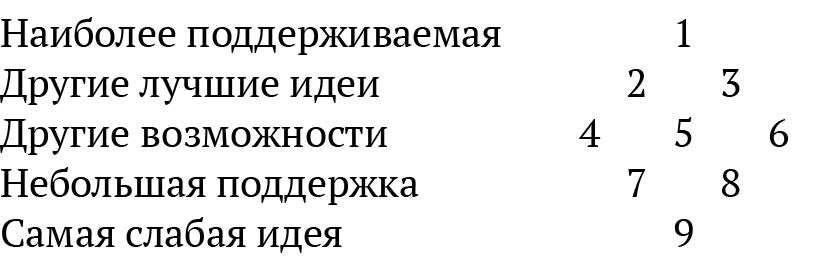 Наиболее поддерживаемая 1
Другие лучшие идеи 2 3
Другие возможности 4 5 6
Небольшая поддержка 7 8
Самая слабая идея 9